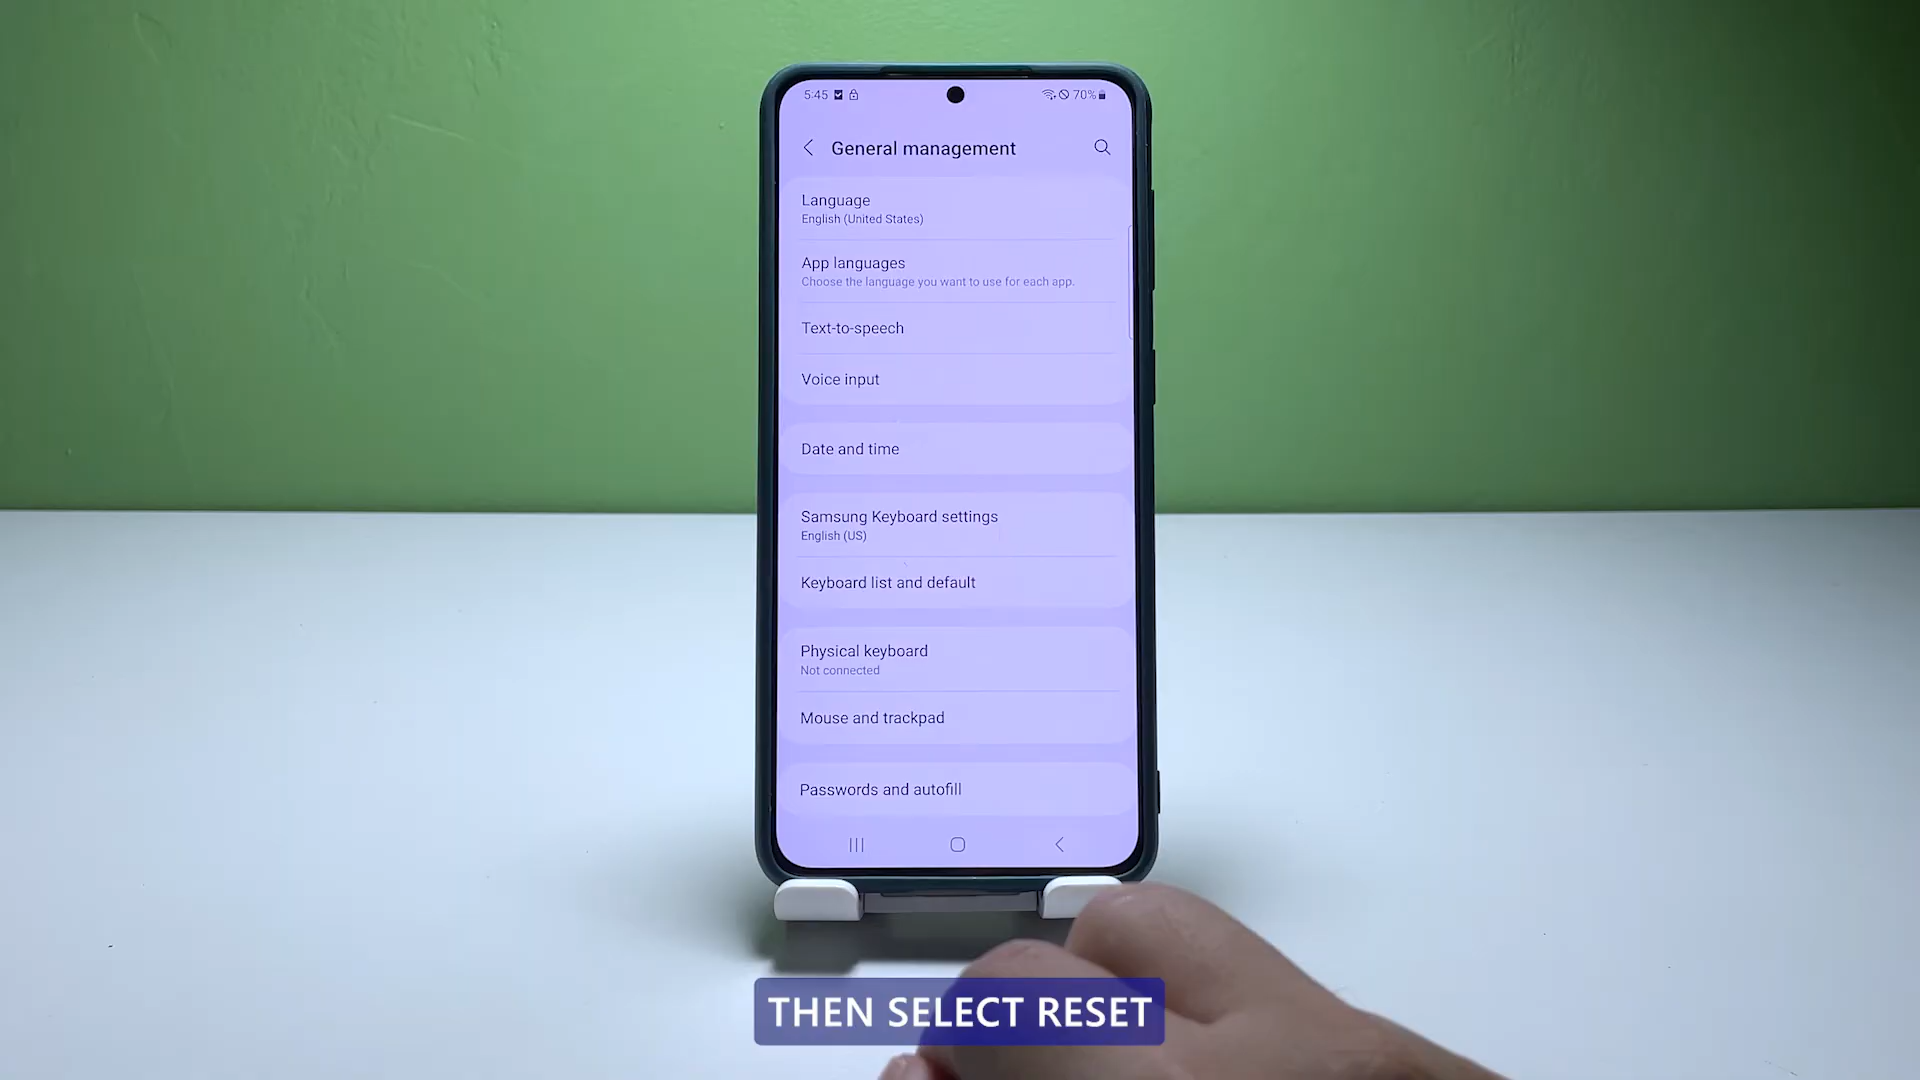 5:45
70%
General management
Language
English (United States)
App languages
Choose the language you want to use for each app.
Text-to-speech
Voice input
Date and time
Samsung Keyboard settings
English (US)
Keyboard list and default
Physical keyboard
Not connected
Mouse and trackpad
Passwords and autofill
THEN SELECT RESET